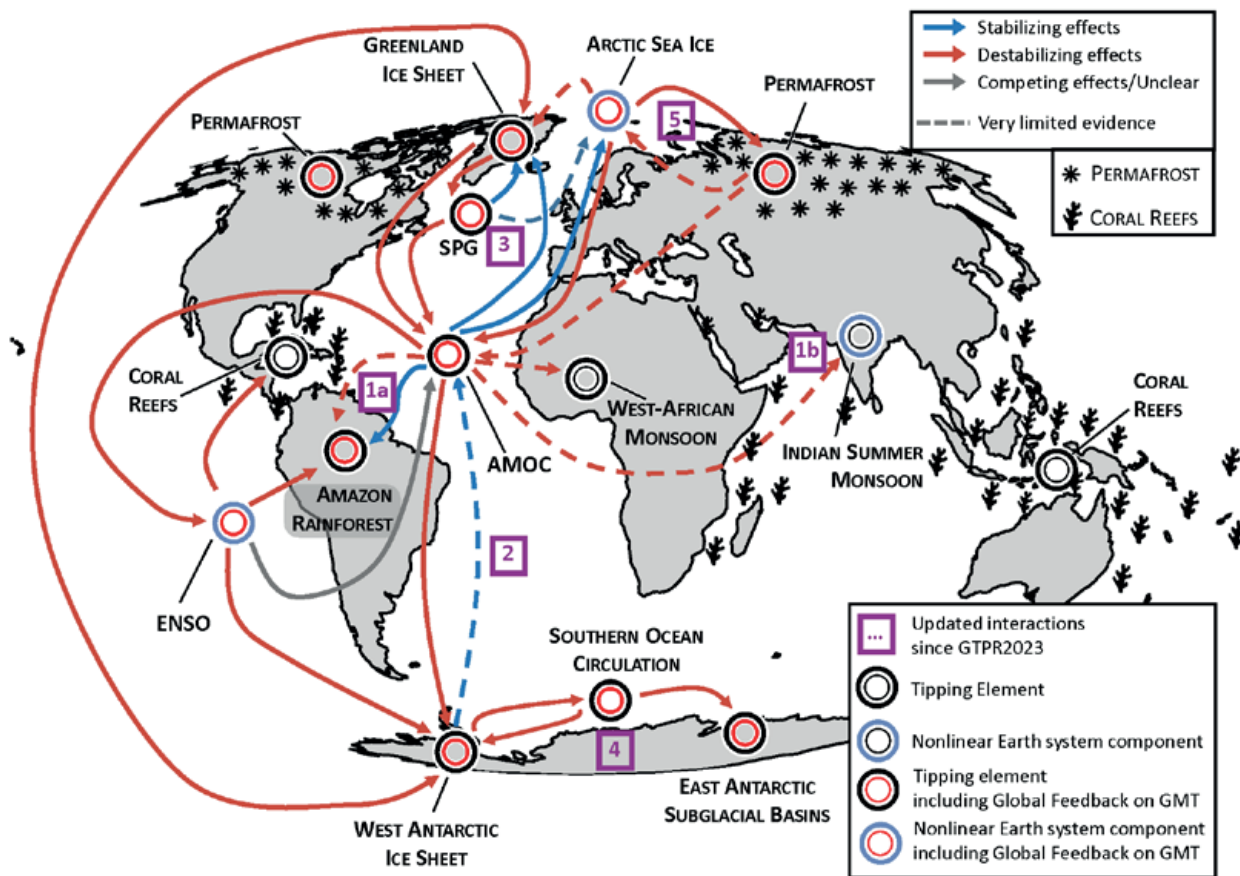 GREENLAND
ICE SHEET
ARCTIC SEA ICE
PERMAFROST
PERMAFROST
Stabilizing effects
Destabilizing effects
Competing effects/Unclear
Very limited evidence
PERMAFROST
CORAL REEFS
5
SPG
3
CORAL
REEFS
1a
1b
WEST-AFRICAN
MONSOON
AMOC
INDIAN SUMMER
MONSOON
CORAL
REEFS
AMAZON
RAINFOREST
2
ENSO
SOUTHERN OCEAN
CIRCULATION
4
EAST ANTARCTIC
SUBGLACIAL BASINS
WEST ANTARCTIC
ICE SHEET
... Updated interactions
since GTPR2023
Tipping Element
Nonlinear Earth system component
Tipping element
including Global Feedback on GMT
Nonlinear Earth system component
including Global Feedback on GMT